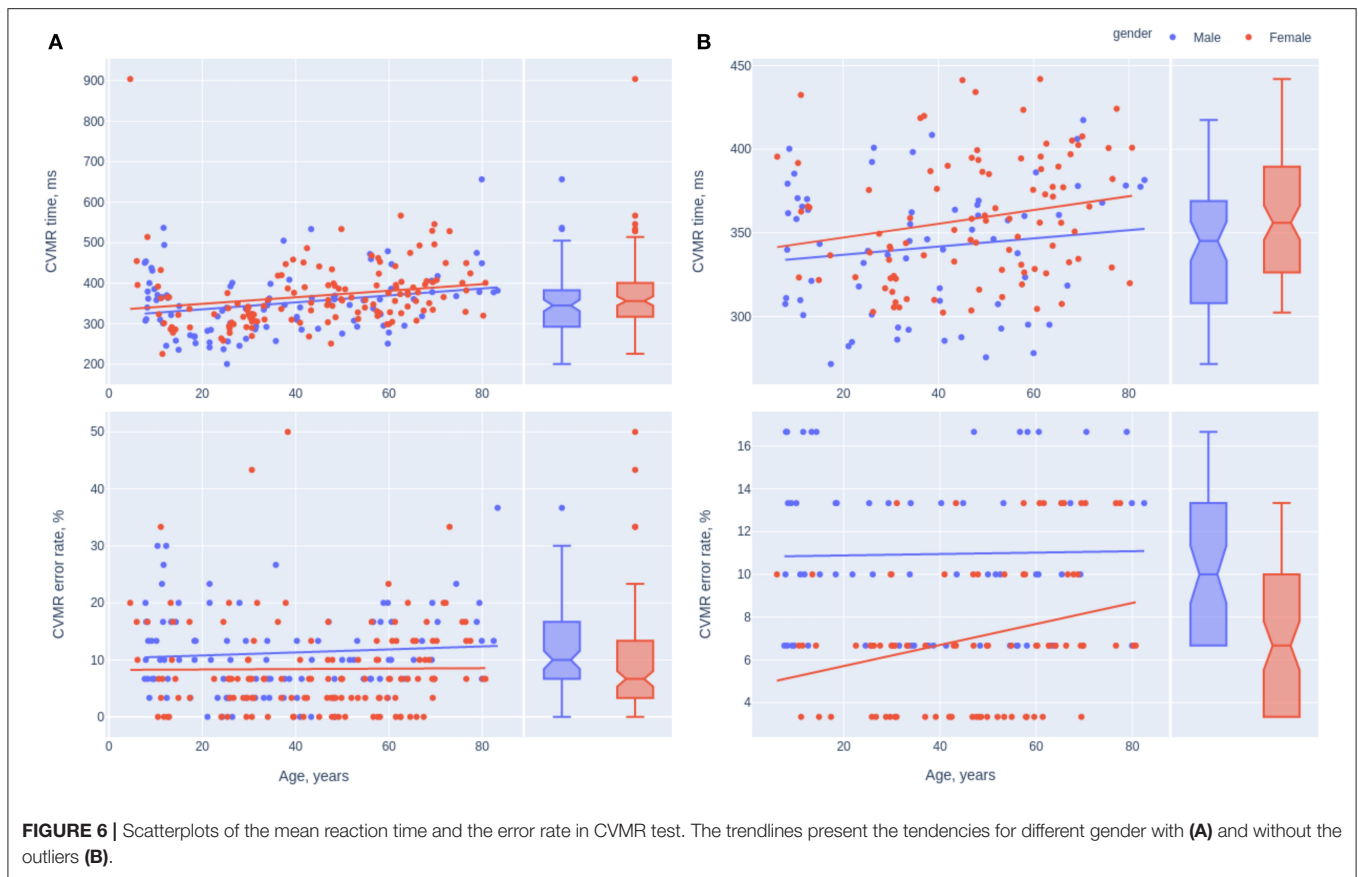 A
B
gender Male Female
CVMR time, ms
900
800
700
600
500
400
300
200
0 20 40 60 80
CVMR time, ms
450
400
350
300
20 40 60 80
CVMR error rate, %
50
40
30
20
10
0
0 20 40 60 80
Age, years
CVMR error rate, %
16
14
12
10
8
6
4
20 40 60 80
Age, years
FIGURE 6 | Scatterplots of the mean reaction time and the error rate in CVMR test. The trendlines present the tendencies for different gender with (A) and without the
outliers (B).